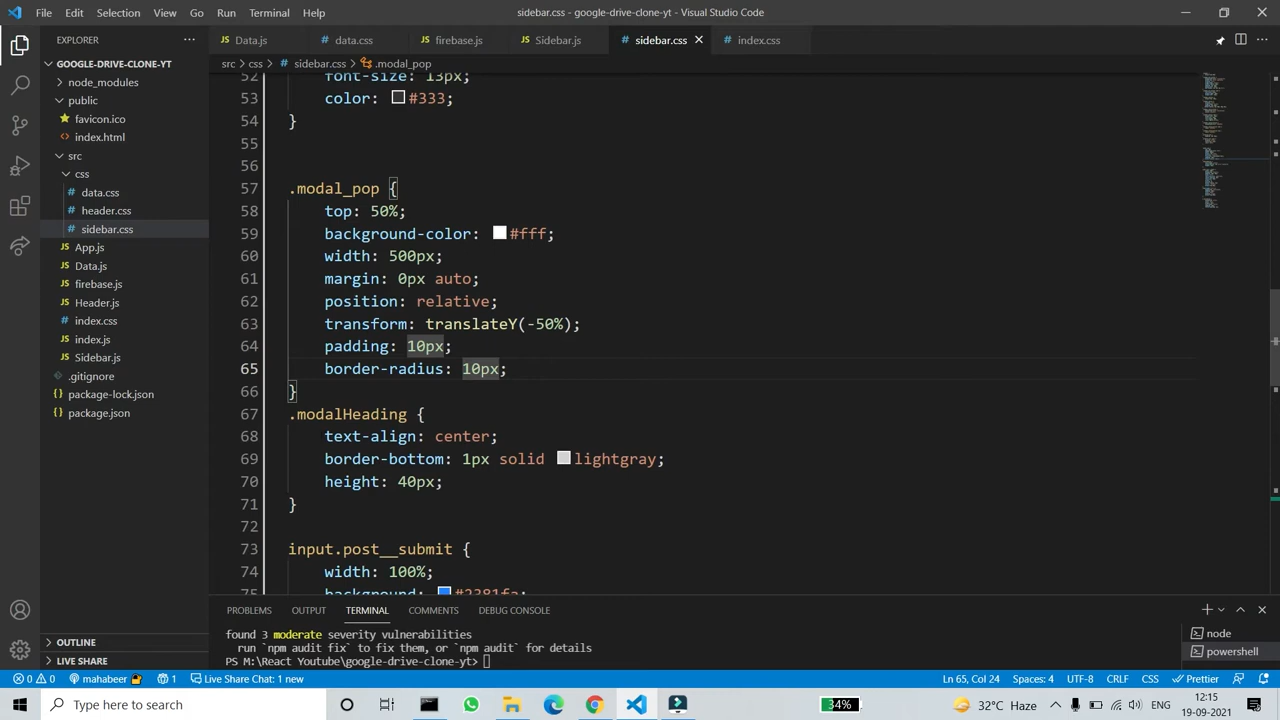 File Edit Selection View Go Run Terminal Help
sidebar.css - google-drive-clone-yt - Visual Studio Code
EXPLORER
Data.js data.css firebase.js Sidebar.js sidebar.css index.css
GOOGLE-DRIVE-CLONE-YT
src > css > sidebar.css > .modal_pop
node_modules
public
favicon.ico
index.html
src
css
data.css
header.css
sidebar.css
App.js
Data.js
firebase.js
Header.js
index.css
index.js
Sidebar.js
.gitignore
package-lock.json
package.json
OUTLINE
LIVE SHARE
52 font-size: 13px;
53 color: #333;
54 }
55
56
57 .modal_pop {
58 top: 50%;
59 background-color: #fff;
60 width: 500px;
61 margin: 0px auto;
62 position: relative;
63 transform: translateY(-50%);
64 padding: 10px;
65 border-radius: 10px;
66 }
67 .modalHeading {
68 text-align: center;
69 border-bottom: 1px solid lightgray;
70 height: 40px;
71 }
72
73 input.post__submit {
74 width: 100%;
75 background: #2381fa;
PROBLEMS OUTPUT TERMINAL COMMENTS DEBUG CONSOLE
found 3 moderate severity vulnerabilities
run `npm audit fix` to fix them, or `npm audit` for details
PS M:\React Youtube\google-drive-clone-yt>
node
powershell
0 0 mahabeer 1 Live Share Chat: 1 new
Ln 65, Col 24 Spaces: 4 UTF-8 CRLF CSS Prettier
Type here to search
34%
32°C Haze
ENG
12:15
19-09-2021